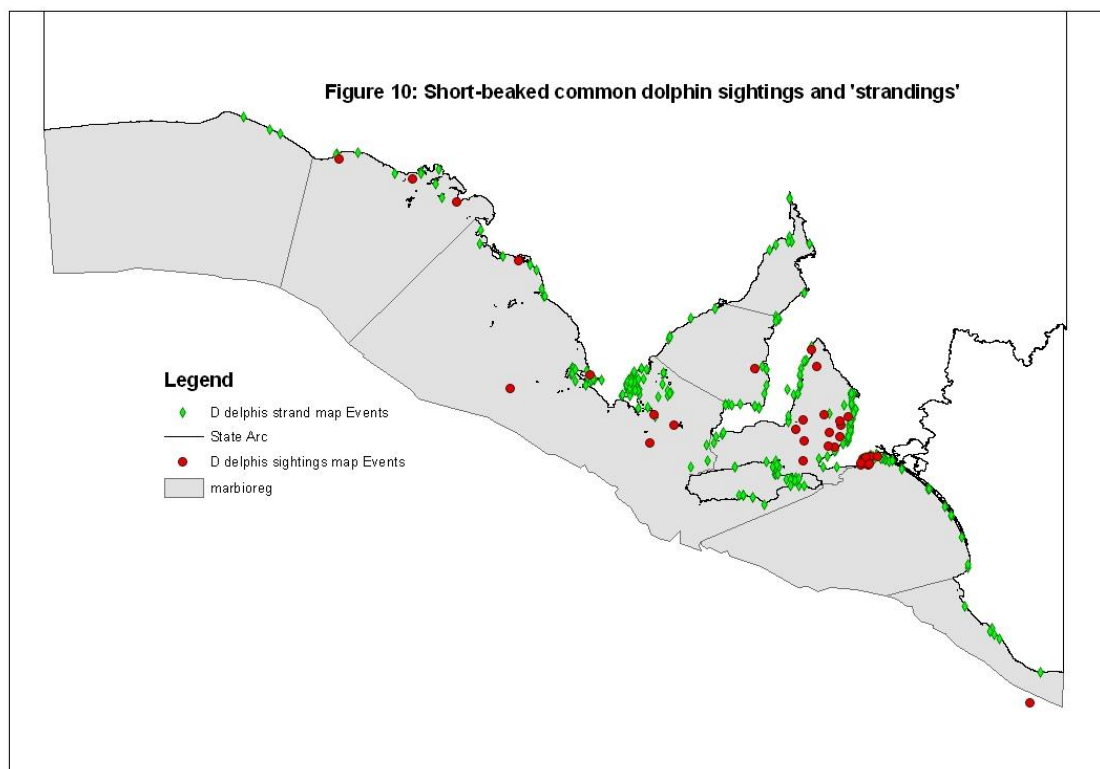 Figure 10: Short-beaked common dolphin sightings and 'strandings'
Legend
D delphis strand map Events
State Arc
D delphis sightings map Events
marbioreg